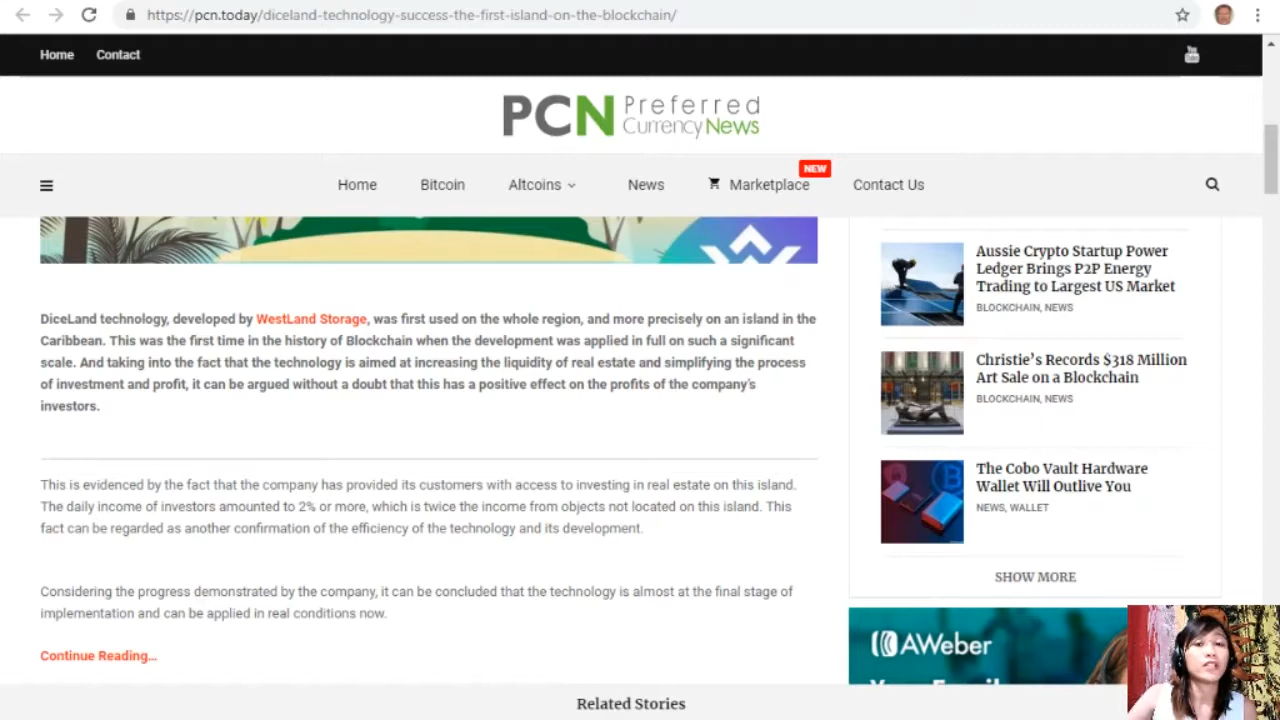 https://pcn.today/diceland-technology-success-the-first-island-on-the-blockchain/
Home Contact
You
PCN Preferred
CurrencyNews
NEW
Home Bitcoin Altcoins News Marketplace Contact Us
DiceLand technology, developed by WestLand Storage, was first used on the whole region, and more precisely on an island in the
Caribbean. This was the first time in the history of Blockchain when the development was applied in full on such a significant
scale. And taking into the fact that the technology is aimed at increasing the liquidity of real estate and simplifying the process
of investment and profit, it can be argued without a doubt that this has a positive effect on the profits of the company's
investors.
This is evidenced by the fact that the company has provided its customers with access to investing in real estate on this island.
The daily income of investors amounted to 2% or more, which is twice the income from objects not located on this island. This
fact can be regarded as another confirmation of the efficiency of the technology and its development.
Considering the progress demonstrated by the company, it can be concluded that the technology is almost at the final stage of
implementation and can be applied in real conditions now.
Continue Reading...
Aussie Crypto Startup Power
Ledger Brings P2P Energy
Trading to Largest US Market
BLOCKCHAIN, NEWS
Christie's Records $318 Million
Art Sale on a Blockchain
BLOCKCHAIN, NEWS
The Cobo Vault Hardware
Wallet Will Outlive You
NEWS, WALLET
SHOW MORE
AWeber
Related Stories